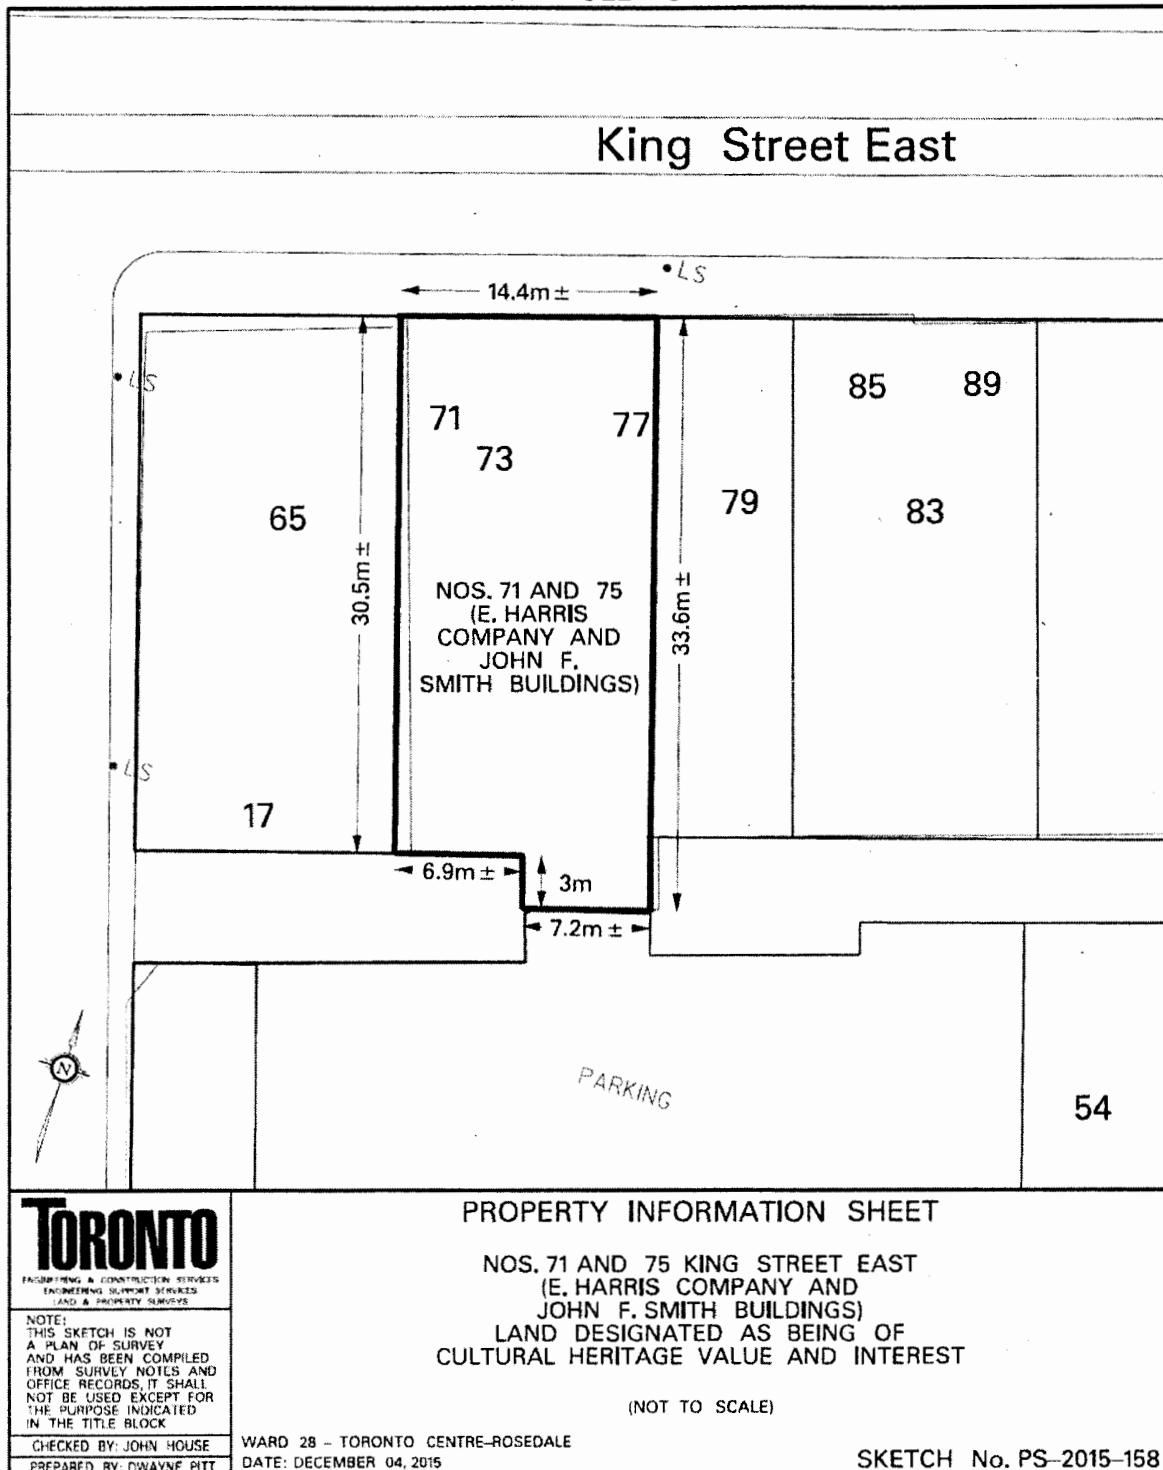 King Street East
LS
14.4m ±
LS
71
77
73
85
89
65
79
83
30.5m ±
33.6m ±
NOS. 71 AND 75
(E. HARRIS
COMPANY AND
JOHN F.
SMITH BUILDINGS)
LS
17
6.9m ±
3m
7.2m ±
N
PARKING
54
TORONTO
ENGINEERING & CONSTRUCTION SERVICES
ENGINEERING SUPPORT SERVICES
LAND & PROPERTY SURVEYS
NOTE:
THIS SKETCH IS NOT
A PLAN OF SURVEY
AND HAS BEEN COMPILED
FROM SURVEY NOTES AND
OFFICE RECORDS, IT SHALL
NOT BE USED EXCEPT FOR
THE PURPOSE INDICATED
IN THE TITLE BLOCK
CHECKED BY: JOHN HOUSE
PREPARED BY: DWAYNE PITT
PROPERTY INFORMATION SHEET
NOS. 71 AND 75 KING STREET EAST
(E. HARRIS COMPANY AND
JOHN F. SMITH BUILDINGS)
LAND DESIGNATED AS BEING OF
CULTURAL HERITAGE VALUE AND INTEREST
(NOT TO SCALE)
WARD 28 - TORONTO CENTRE-ROSEDALE
DATE: DECEMBER 04, 2015
SKETCH No. PS-2015-158